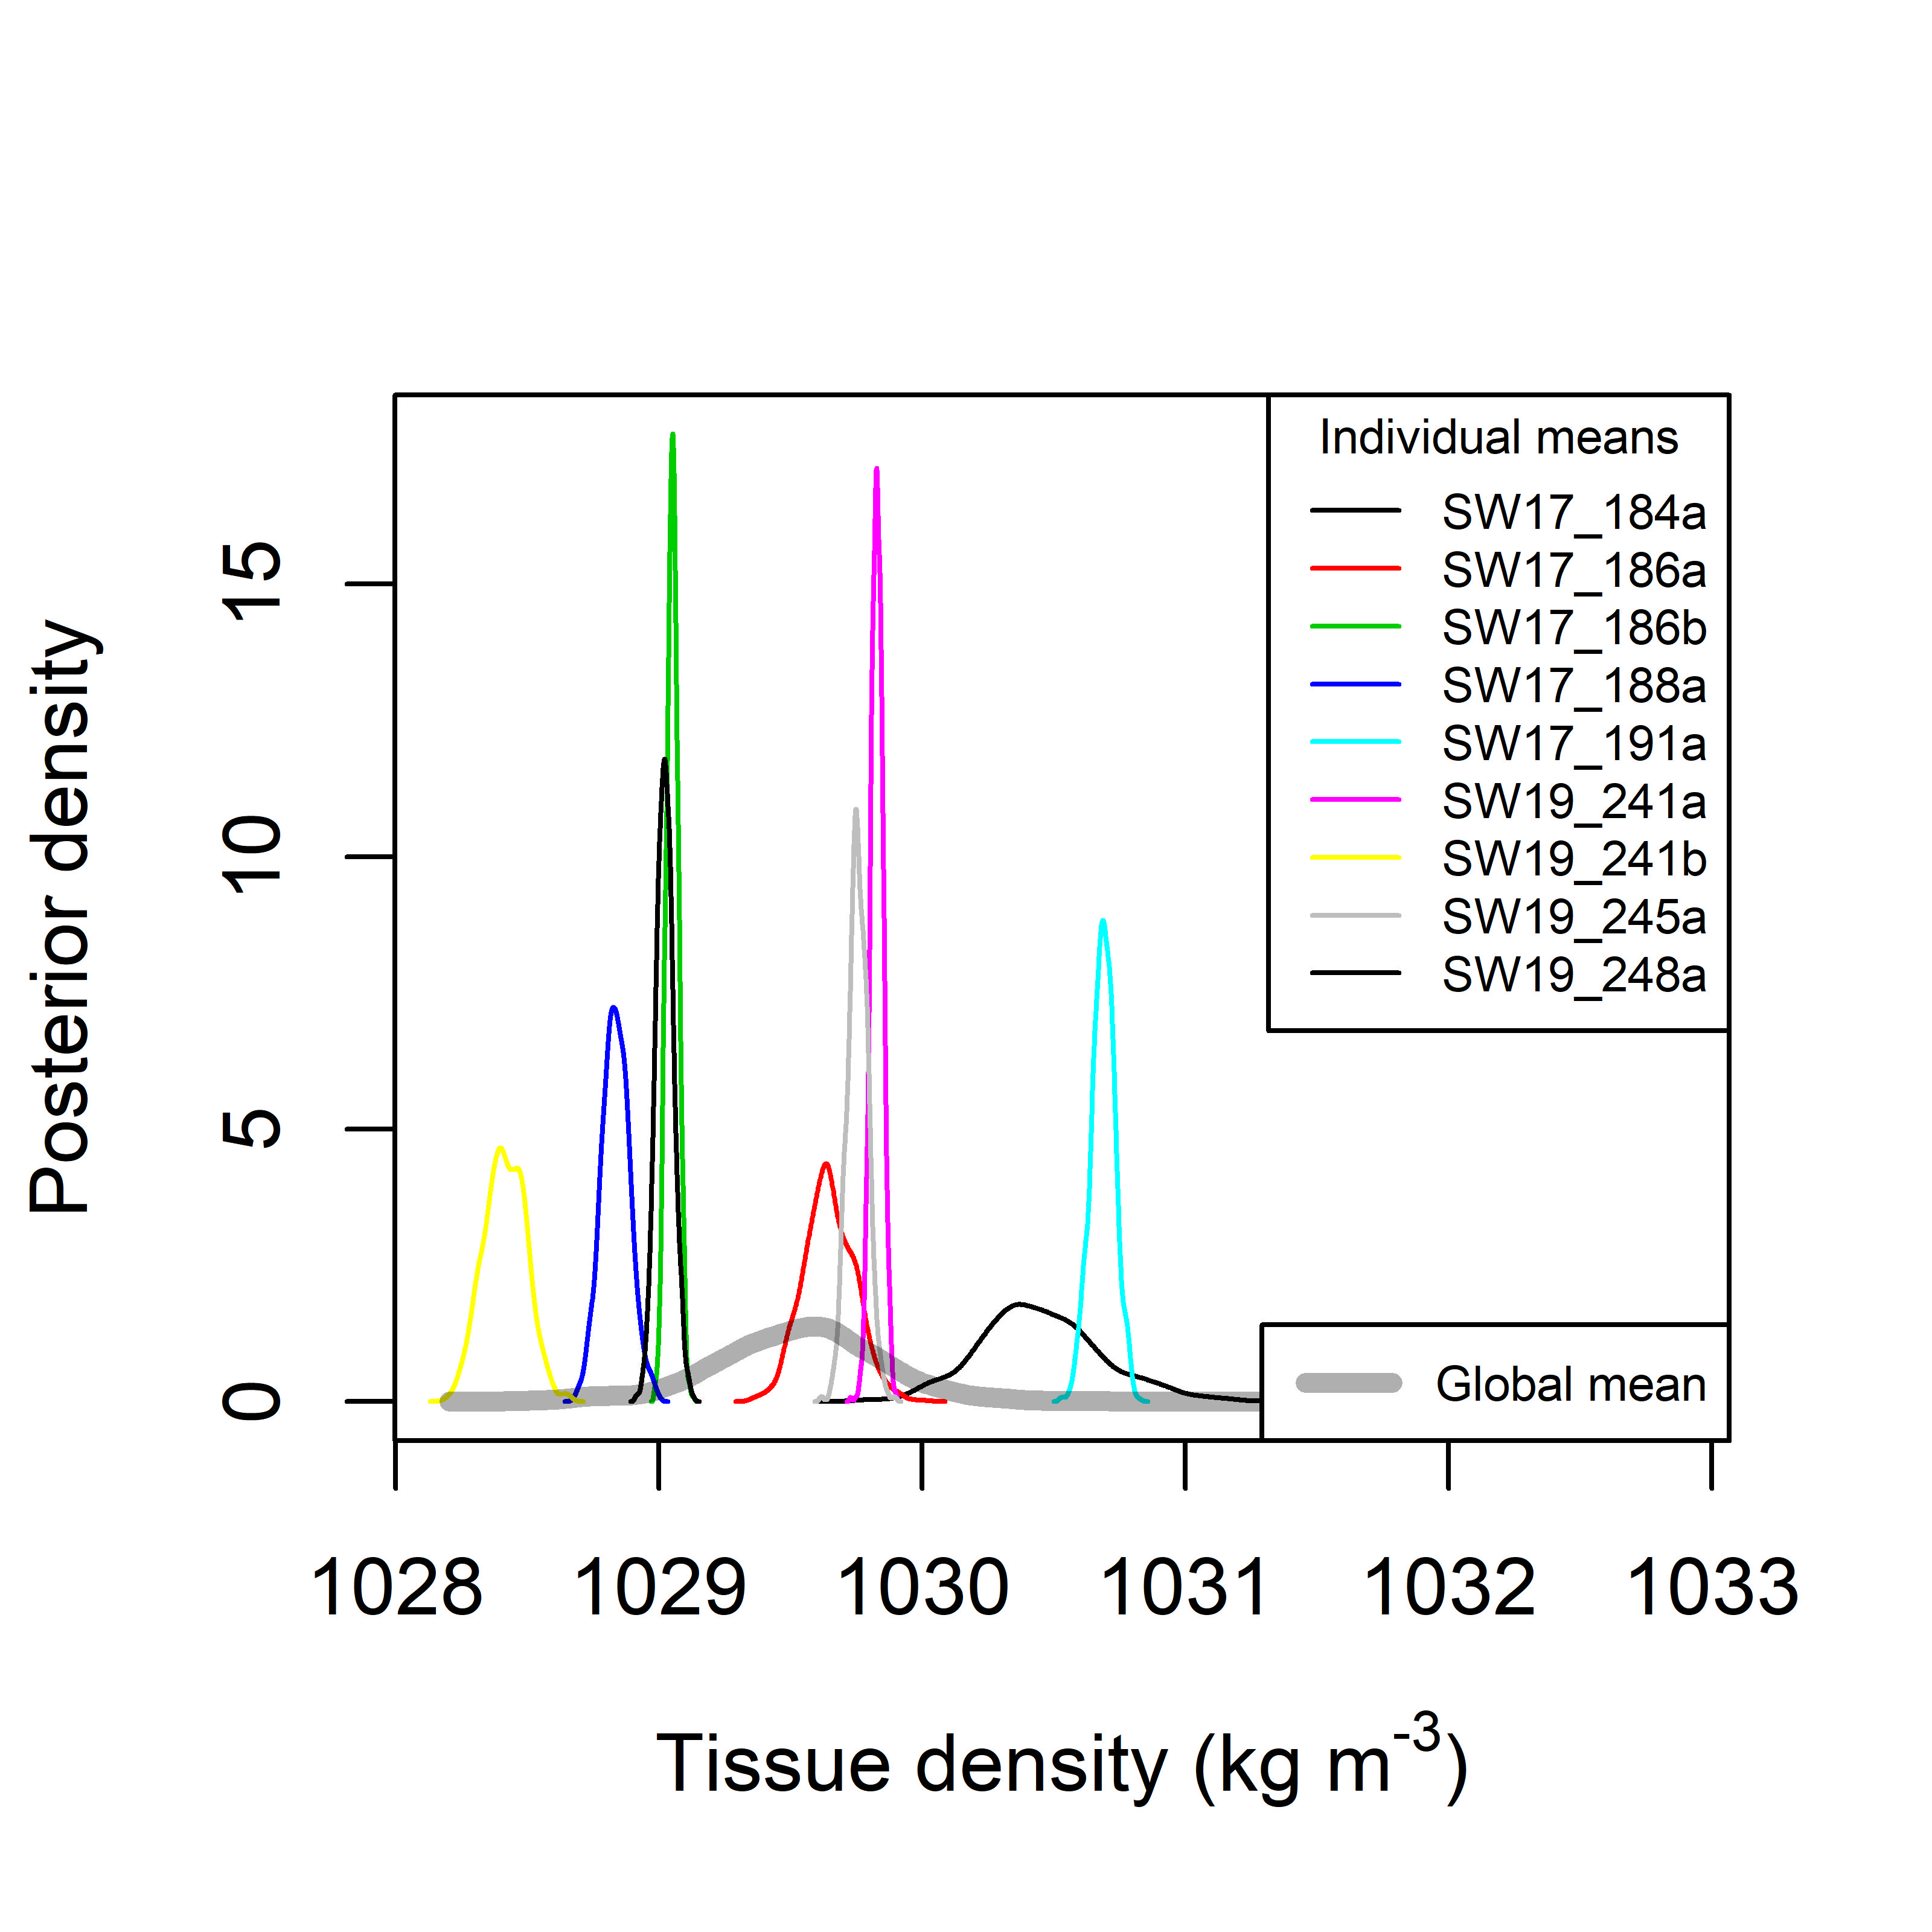 Individual means
SW17_184a
SW17_186a
SW17_186b
SW17_188a
SW17_191a
SW19_241a
SW19_241b
SW19_245a
SW19_248a
Global mean
Posterior density
15
10
5
0
1028 1029 1030 1031 1032 1033
Tissue density (kg m⁻³)